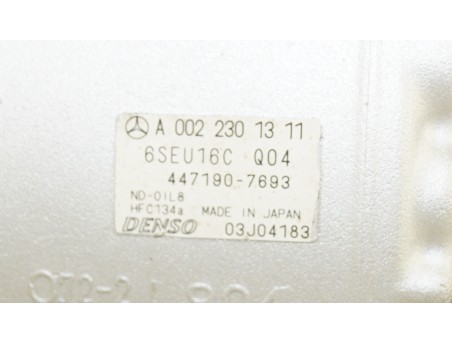 A 002 230 13 11
6SEU16C Q04
447190-7693
ND-OIL8
HFC134a MADE IN JAPAN
DENSO 03J04183